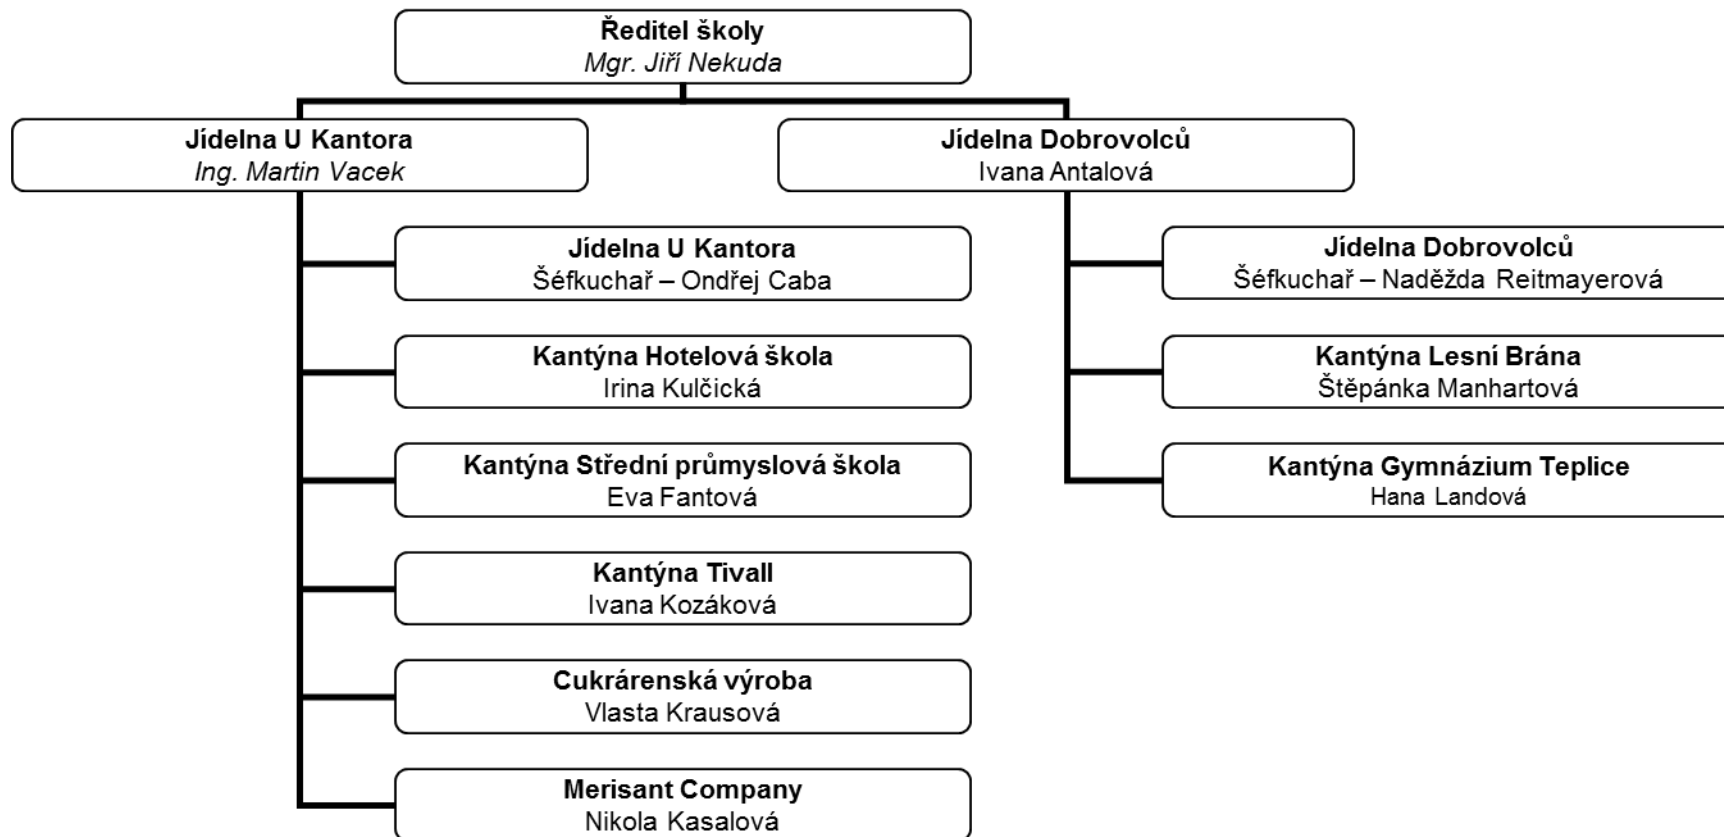 Ředitel školy
Mgr. Jiří Nekuda
Jídelna U Kantora
Ing. Martin Vacek
Jídelna Dobrovolců
Ivana Antalová
Jídelna U Kantora
Šéfkuchař – Ondřej Caba
Kantýna Hotelová škola
Irina Kulčická
Kantýna Střední průmyslová škola
Eva Fantová
Kantýna Tivall
Ivana Kozáková
Cukrárenská výroba
Vlasta Krausová
Merisant Company
Nikola Kasalová
Jídelna Dobrovolců
Šéfkuchař – Naděžda Reitmayerová
Kantýna Lesní Brána
Štěpánka Manhartová
Kantýna Gymnázium Teplice
Hana Landová